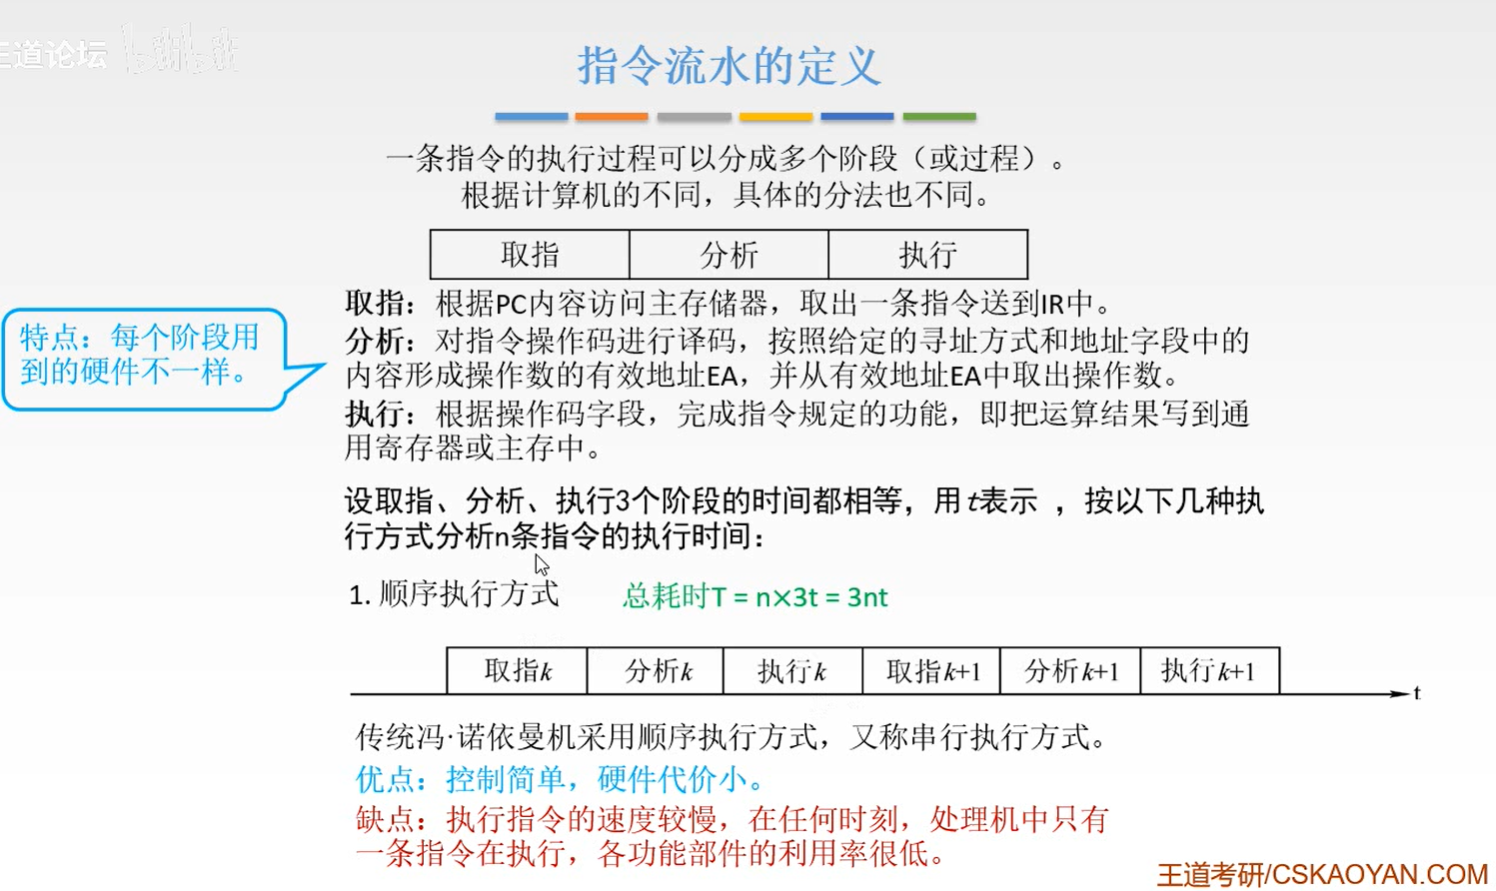 王道论坛 bilibili
指令流水的定义
一条指令的执行过程可以分成多个阶段（或过程）。
根据计算机的不同，具体的分法也不同。
取指 分析 执行
取指：根据PC内容访问主存储器，取出一条指令送到IR中。
特点：每个阶段用
到的硬件不一样。
分析：对指令操作码进行译码，按照给定的寻址方式和地址字段中的
内容形成操作数的有效地址EA，并从有效地址EA中取出操作数。
执行：根据操作码字段，完成指令规定的功能，即把运算结果写到通
用寄存器或主存中。
设取指、分析、执行3个阶段的时间都相等，用t表示 ，按以下几种执
行方式分析n条指令的执行时间：
1. 顺序执行方式 总耗时T = n×3t = 3nt
取指k 分析k 执行k 取指k+1 分析k+1 执行k+1
t
传统冯·诺依曼机采用顺序执行方式，又称串行执行方式。
优点：控制简单，硬件代价小。
缺点：执行指令的速度较慢，在任何时刻，处理机中只有
一条指令在执行，各功能部件的利用率很低。
王道考研/CSKAOYAN.COM